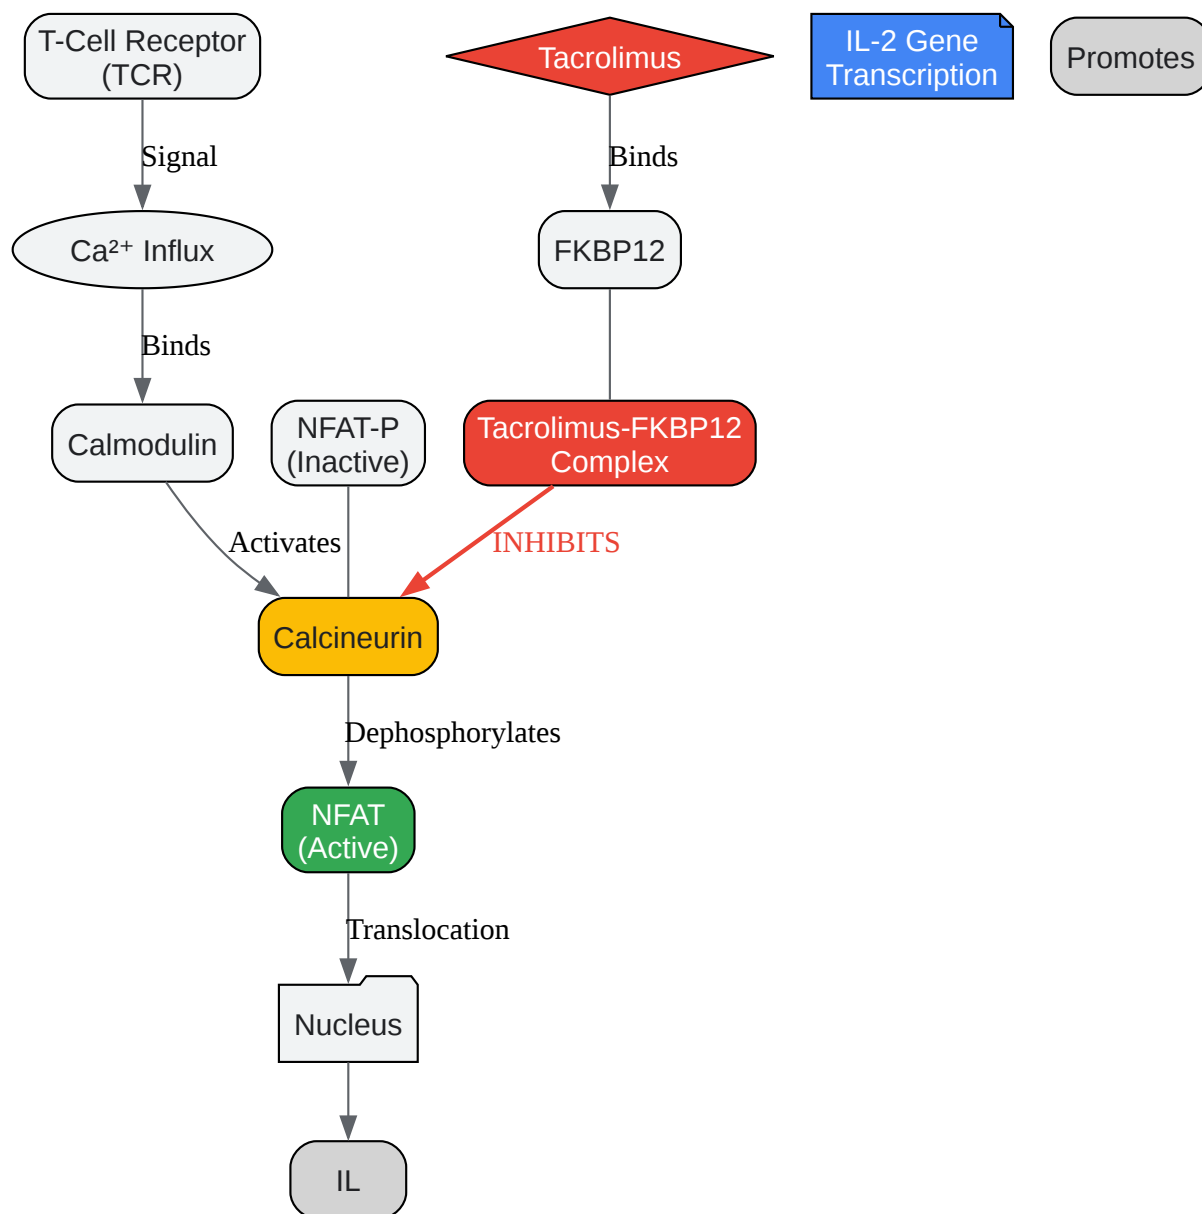 T-Cell Receptor
(TCR)
Tacrolimus
IL-2 Gene
Transcription
Promotes
Signal
Binds
Ca²⁺ Influx
FKBP12
Binds
Calmodulin
NFAT-P
(Inactive)
Tacrolimus-FKBP12
Complex
Activates
INHIBITS
Calcineurin
Dephosphorylates
NFAT
(Active)
Translocation
Nucleus
IL